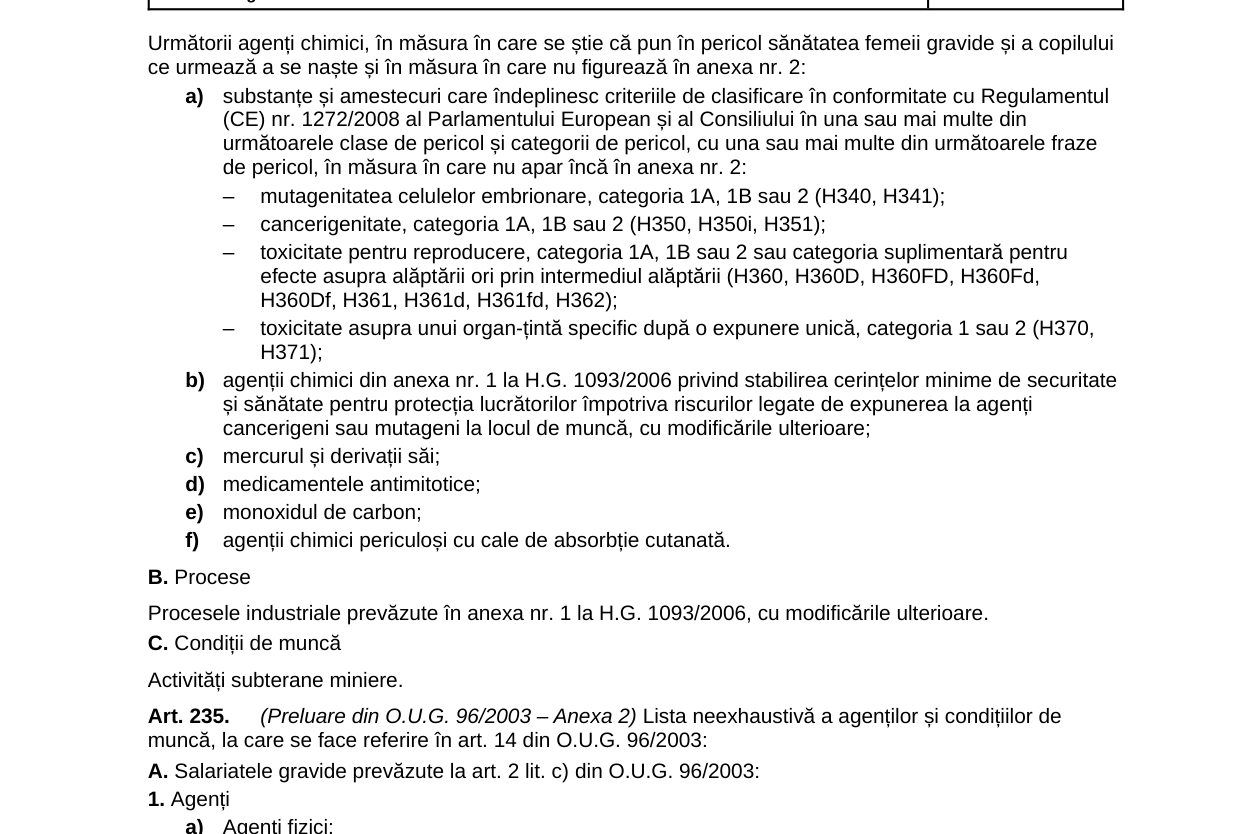 Următorii agenți chimici, în măsura în care se știe că pun în pericol sănătatea femeii gravide și a copilului
ce urmează a se naște și în măsura în care nu figurează în anexa nr. 2:
a) substanțe și amestecuri care îndeplinesc criteriile de clasificare în conformitate cu Regulamentul
(CE) nr. 1272/2008 al Parlamentului European și al Consiliului în una sau mai multe din
următoarele clase de pericol și categorii de pericol, cu una sau mai multe din următoarele fraze
de pericol, în măsura în care nu apar încă în anexa nr. 2:
– mutagenitatea celulelor embrionare, categoria 1A, 1B sau 2 (H340, H341);
– cancerigenitate, categoria 1A, 1B sau 2 (H350, H350i, H351);
– toxicitate pentru reproducere, categoria 1A, 1B sau 2 sau categoria suplimentară pentru
efecte asupra alăptării ori prin intermediul alăptării (H360, H360D, H360FD, H360Fd,
H360Df, H361, H361d, H361fd, H362);
– toxicitate asupra unui organ-țintă specific după o expunere unică, categoria 1 sau 2 (H370,
H371);
b) agenții chimici din anexa nr. 1 la H.G. 1093/2006 privind stabilirea cerințelor minime de securitate
și sănătate pentru protecția lucrătorilor împotriva riscurilor legate de expunerea la agenți
cancerigeni sau mutageni la locul de muncă, cu modificările ulterioare;
c) mercurul și derivații săi;
d) medicamentele antimitotice;
e) monoxidul de carbon;
f) agenții chimici periculoși cu cale de absorbție cutanată.
B. Procese
Procesele industriale prevăzute în anexa nr. 1 la H.G. 1093/2006, cu modificările ulterioare.
C. Condiții de muncă
Activități subterane miniere.
Art. 235. (Preluare din O.U.G. 96/2003 – Anexa 2) Lista neexhaustivă a agenților și condițiilor de
muncă, la care se face referire în art. 14 din O.U.G. 96/2003:
A. Salariatele gravide prevăzute la art. 2 lit. c) din O.U.G. 96/2003:
1. Agenți
a) Agenți fizici: